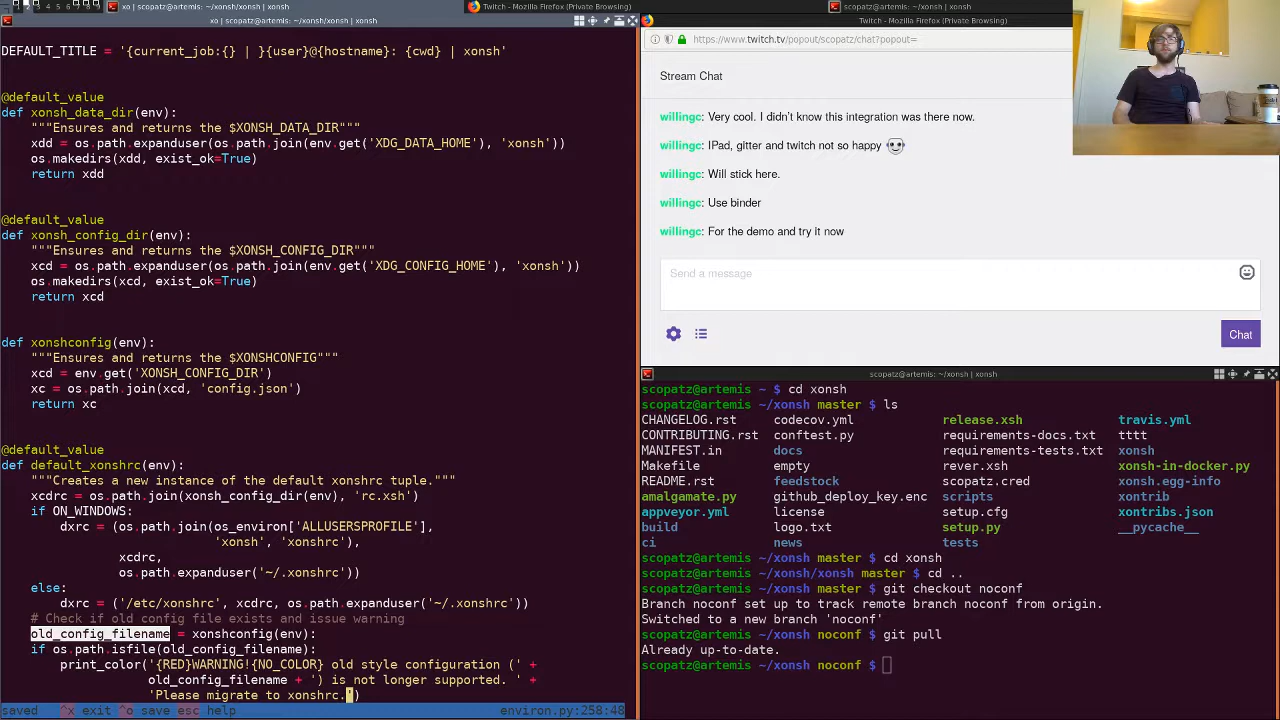 xo | scopatz@artemis: ~/xonsh/xonsh | xonsh
Twitch - Mozilla Firefox (Private Browsing)
scopatz@artemis: ~/xonsh | xonsh
xo | scopatz@artemis: ~/xonsh/xonsh | xonsh
DEFAULT_TITLE = '{current_job:{} | }{user}@{hostname}: {cwd} | xonsh'
@default_value
def xonsh_data_dir(env):
"""Ensures and returns the $XONSH_DATA_DIR"""
xdd = os.path.expanduser(os.path.join(env.get('XDG_DATA_HOME'), 'xonsh'))
os.makedirs(xdd, exist_ok=True)
return xdd
@default_value
def xonsh_config_dir(env):
"""Ensures and returns the $XONSH_CONFIG_DIR"""
xcd = os.path.expanduser(os.path.join(env.get('XDG_CONFIG_HOME'), 'xonsh'))
os.makedirs(xcd, exist_ok=True)
return xcd
def xonshconfig(env):
"""Ensures and returns the $XONSHCONFIG"""
xcd = env.get('XONSH_CONFIG_DIR')
xc = os.path.join(xcd, 'config.json')
return xc
@default_value
def default_xonshrc(env):
"""Creates a new instance of the default xonshrc tuple."""
xcdrc = os.path.join(xonsh_config_dir(env), 'rc.xsh')
if ON_WINDOWS:
dxrc = (os.path.join(os_environ['ALLUSERSPROFILE'],
'xonsh', 'xonshrc'),
xcdrc,
os.path.expanduser('~/.xonshrc'))
else:
dxrc = ('/etc/xonshrc', xcdrc, os.path.expanduser('~/.xonshrc'))
# Check if old config file exists and issue warning
old_config_filename = xonshconfig(env):
if os.path.isfile(old_config_filename):
print_color('{RED}WARNING!{NO_COLOR} old style configuration (' +
old_config_filename + ') is not longer supported. ' +
'Please migrate to xonshrc.')
saved ^x exit ^o save esc help environ.py:258:48
Twitch - Mozilla Firefox (Private Browsing)
https://www.twitch.tv/popout/scopatz/chat?popout=
Stream Chat
willingc: Very cool. I didn't know this integration was there now.
willingc: IPad, gitter and twitch not so happy
willingc: Will stick here.
willingc: Use binder
willingc: For the demo and try it now
Send a message
Chat
scopatz@artemis: ~/xonsh | xonsh
scopatz@artemis ~ $ cd xonsh
scopatz@artemis ~/xonsh master $ ls
CHANGELOG.rst codecov.yml release.xsh travis.yml
CONTRIBUTING.rst conftest.py requirements-docs.txt tttt
MANIFEST.in docs requirements-tests.txt xonsh
Makefile empty rever.xsh xonsh-in-docker.py
README.rst feedstock scopatz.cred xonsh.egg-info
amalgamate.py github_deploy_key.enc scripts xontrib
appveyor.yml license setup.cfg xontribs.json
build logo.txt setup.py __pycache__
ci news tests
scopatz@artemis ~/xonsh master $ cd xonsh
scopatz@artemis ~/xonsh/xonsh master $ cd ..
scopatz@artemis ~/xonsh master $ git checkout noconf
Branch noconf set up to track remote branch noconf from origin.
Switched to a new branch 'noconf'
scopatz@artemis ~/xonsh noconf $ git pull
Already up-to-date.
scopatz@artemis ~/xonsh noconf $